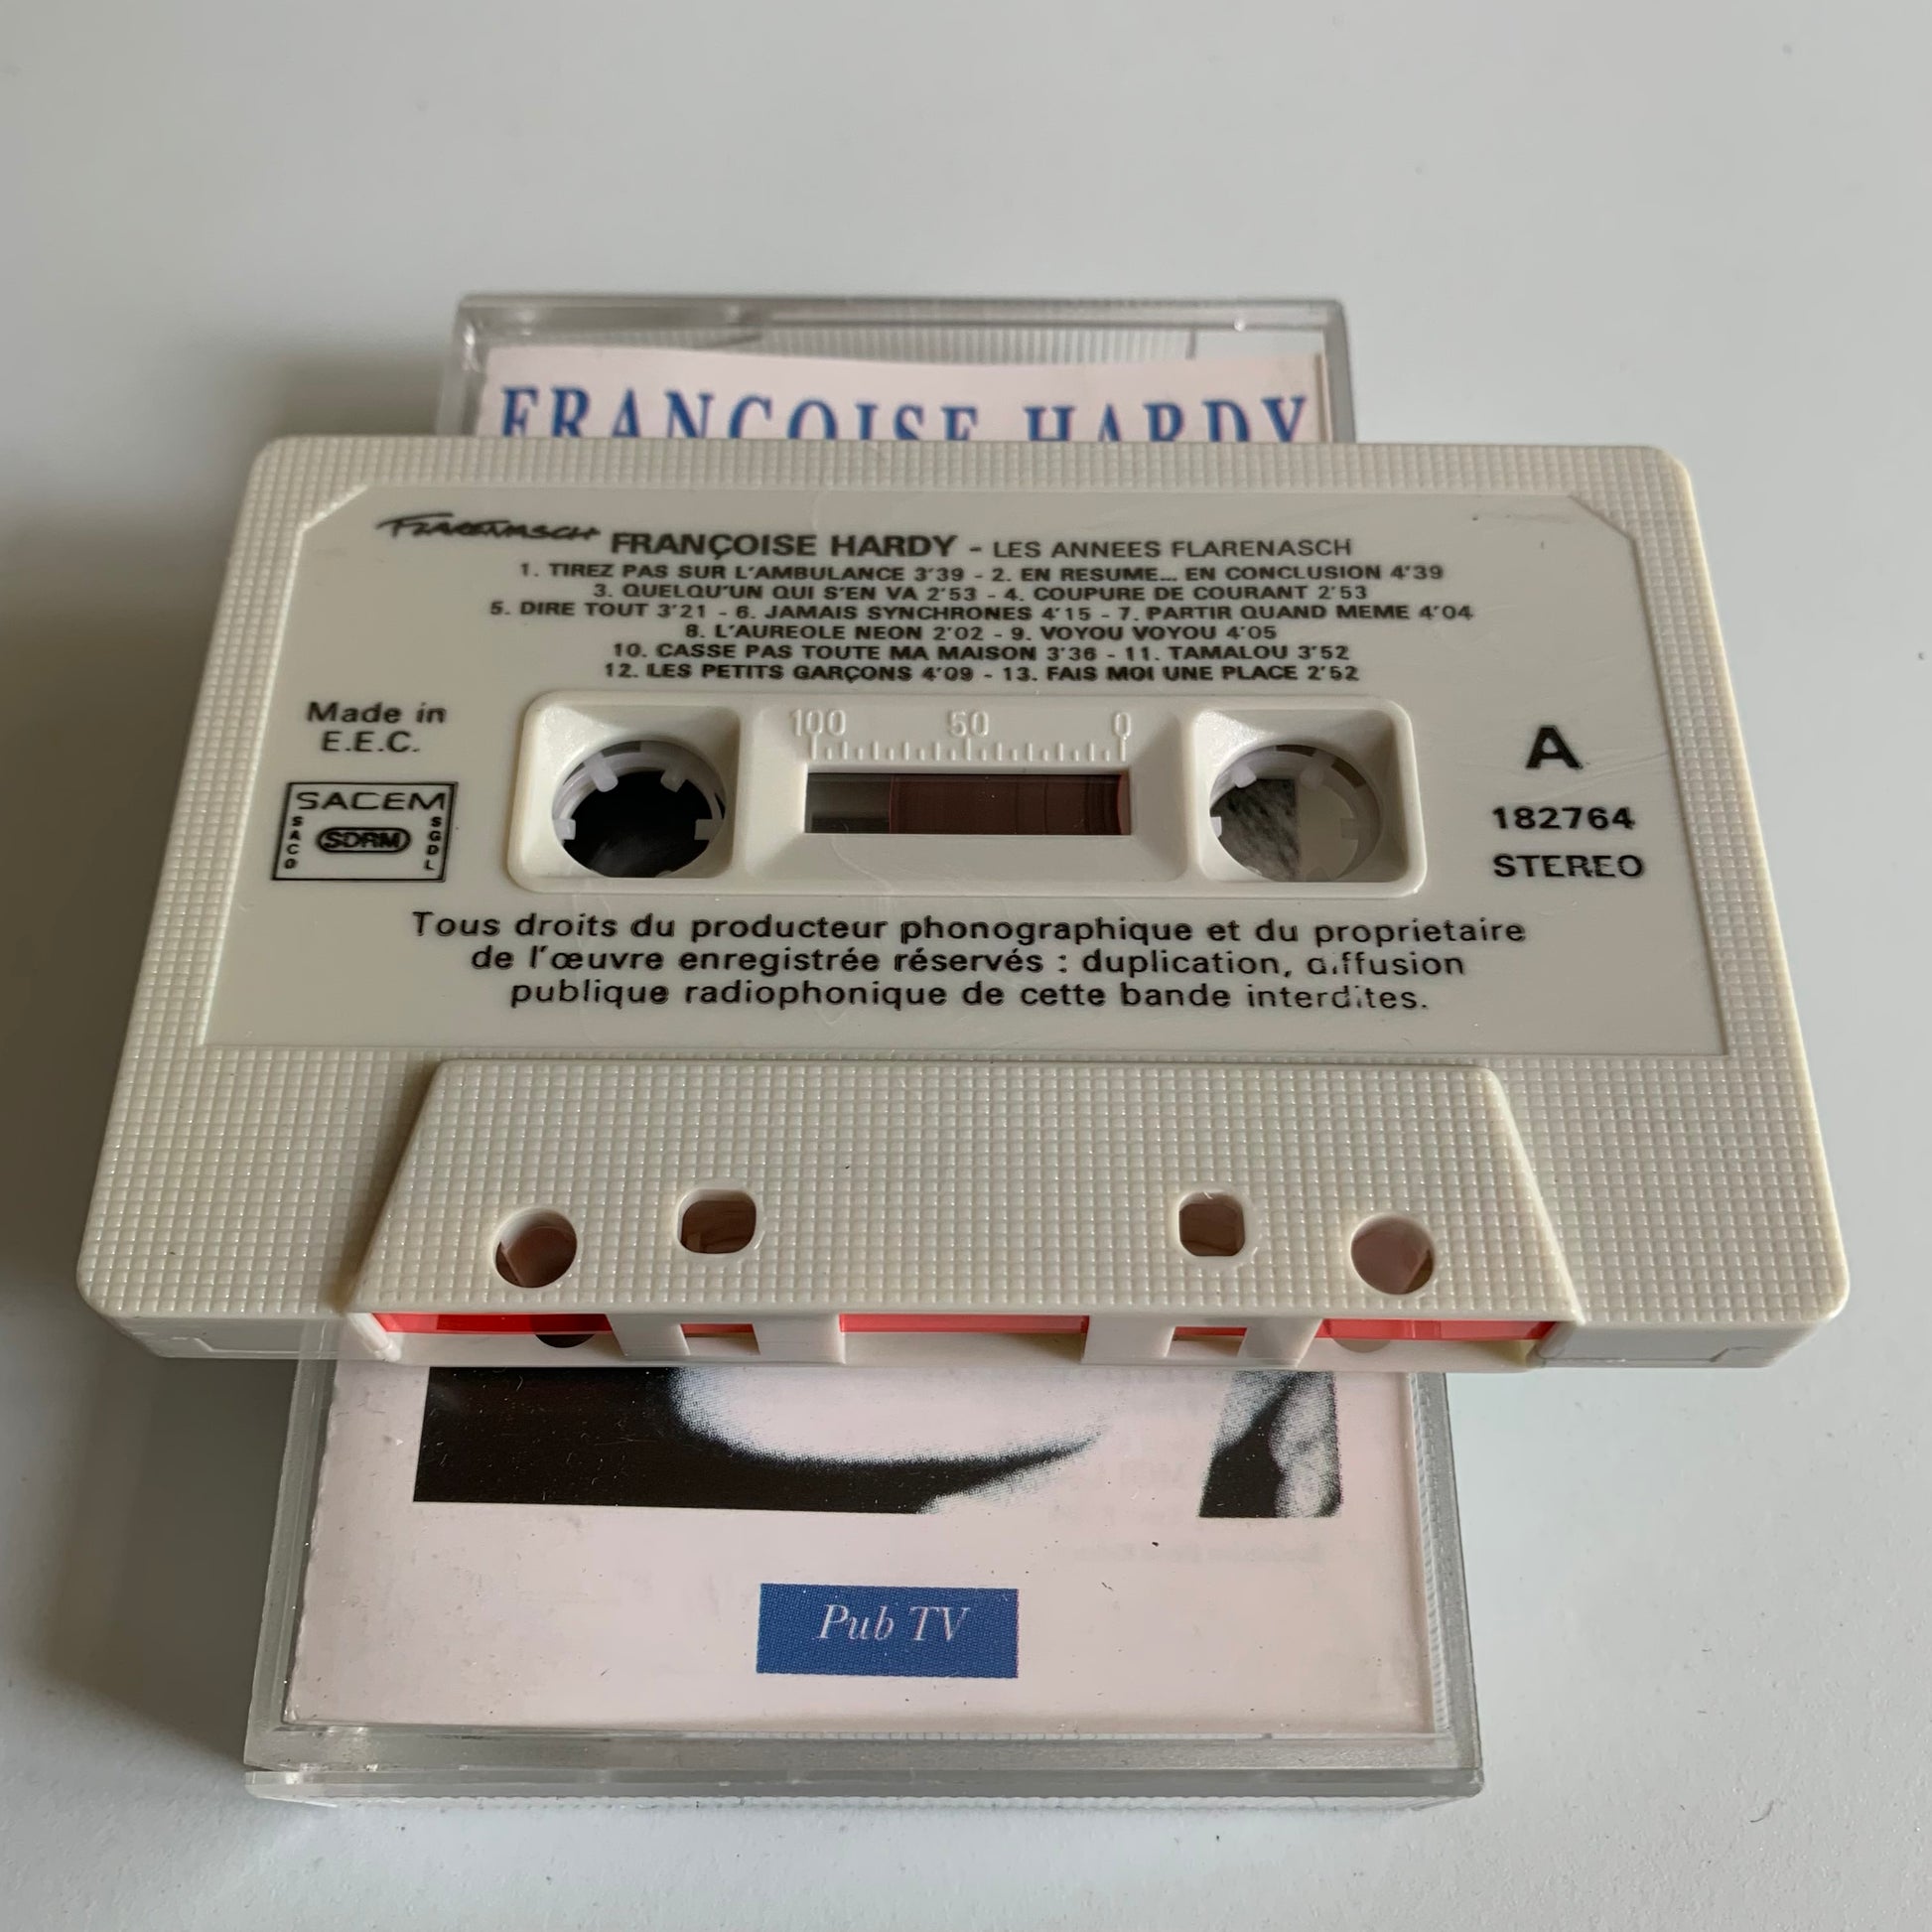 FRANÇOISE HARDY
FLARENASCH FRANÇOISE HARDY - LES ANNEES FLARENASCH
1. TIREZ PAS SUR L'AMBULANCE 3'39 - 2. EN RESUME... EN CONCLUSION 4'39
3. QUELQU'UN QUI S'EN VA 2'53 - 4. COUPURE DE COURANT 2'53
5. DIRE TOUT 3'21 - 6. JAMAIS SYNCHRONES 4'15 - 7. PARTIR QUAND MEME 4'04
8. L'AUREOLE NEON 2'02 - 9. VOYOU VOYOU 4'05
10. CASSE PAS TOUTE MA MAISON 3'36 - 11. TAMALOU 3'52
12. LES PETITS GARÇONS 4'09 - 13. FAIS MOI UNE PLACE 2'52
Made in
E.E.C.
SACEM
SACD
SDRM
SGDL
100 50 0
A
182764
STEREO
Tous droits du producteur phonographique et du proprietaire
de l'œuvre enregistrée réservés : duplication, diffusion
publique radiophonique de cette bande interdites.
Pub TV